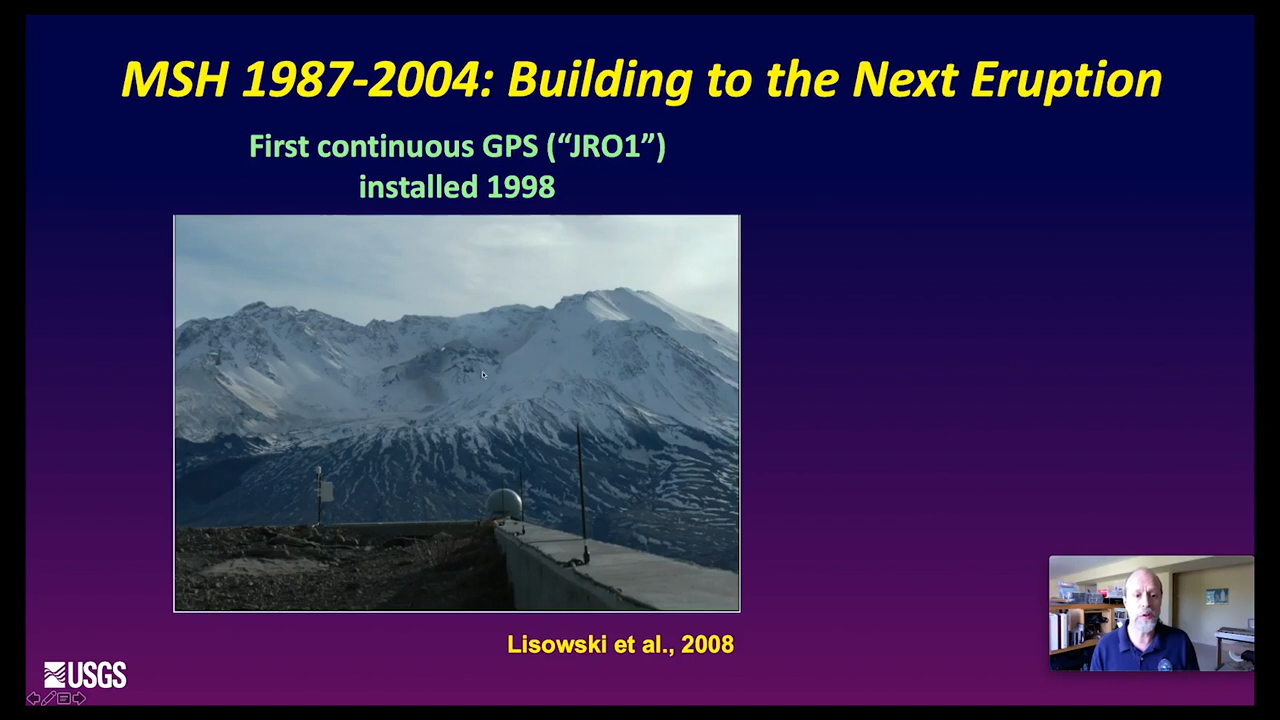 MSH 1987-2004: Building to the Next Eruption
First continuous GPS (“JRO1”)
installed 1998
Lisowski et al., 2008
USGS